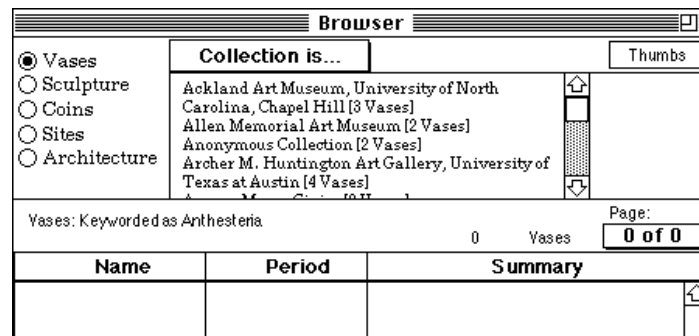 Browser
Vases
Sculpture
Coins
Sites
Architecture
Collection is...
Thumbs
Ackland Art Museum, University of North
Carolina, Chapel Hill [3 Vases]
Allen Memorial Art Museum [2 Vases]
Anonymous Collection [2 Vases]
Archer M. Huntington Art Gallery, University of
Texas at Austin [4 Vases]
Vases: Keyworded as Anthesteria
0 Vases
Page:
0 of 0
Name Period Summary